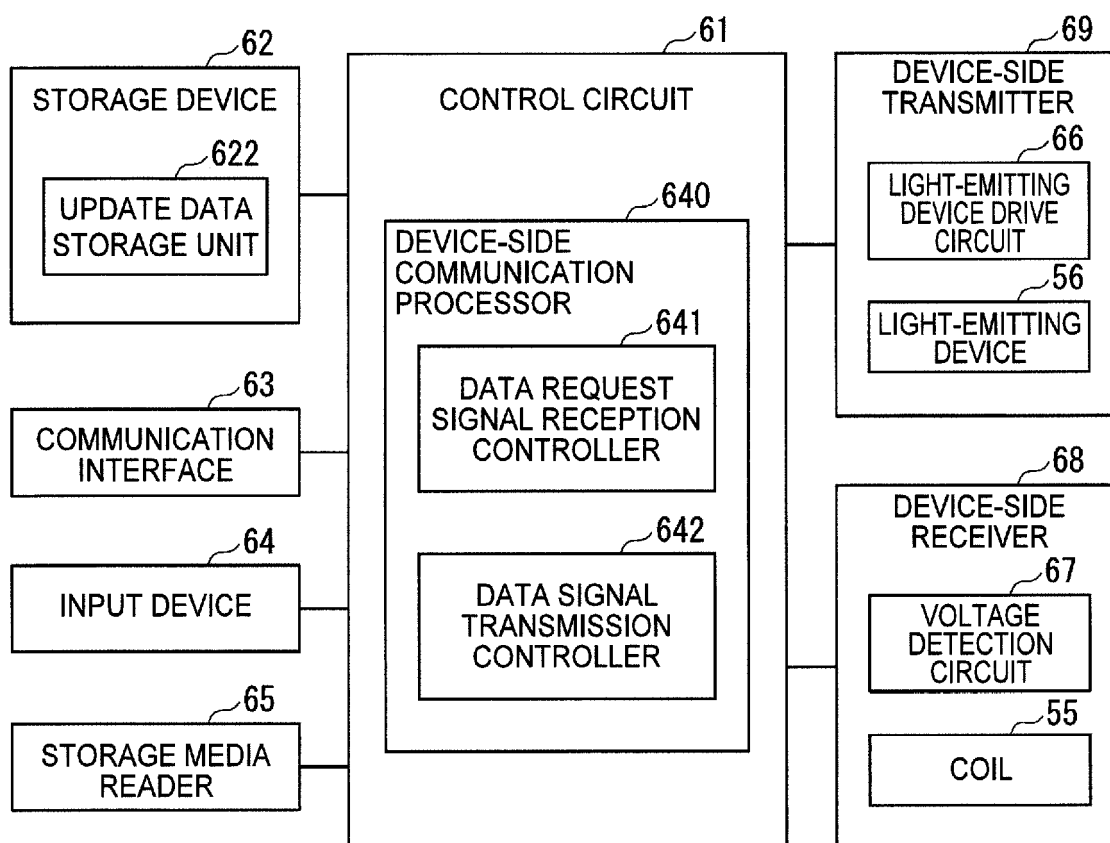 62
STORAGE DEVICE
622
UPDATE DATA
STORAGE UNIT
63
COMMUNICATION
INTERFACE
64
INPUT DEVICE
65
STORAGE MEDIA
READER
61
CONTROL CIRCUIT
640
DEVICE-SIDE
COMMUNICATION
PROCESSOR
641
DATA REQUEST
SIGNAL RECEPTION
CONTROLLER
642
DATA SIGNAL
TRANSMISSION
CONTROLLER
69
DEVICE-SIDE
TRANSMITTER
66
LIGHT-EMITTING
DEVICE DRIVE
CIRCUIT
56
LIGHT-EMITTING
DEVICE
68
DEVICE-SIDE
RECEIVER
67
VOLTAGE
DETECTION
CIRCUIT
55
COIL